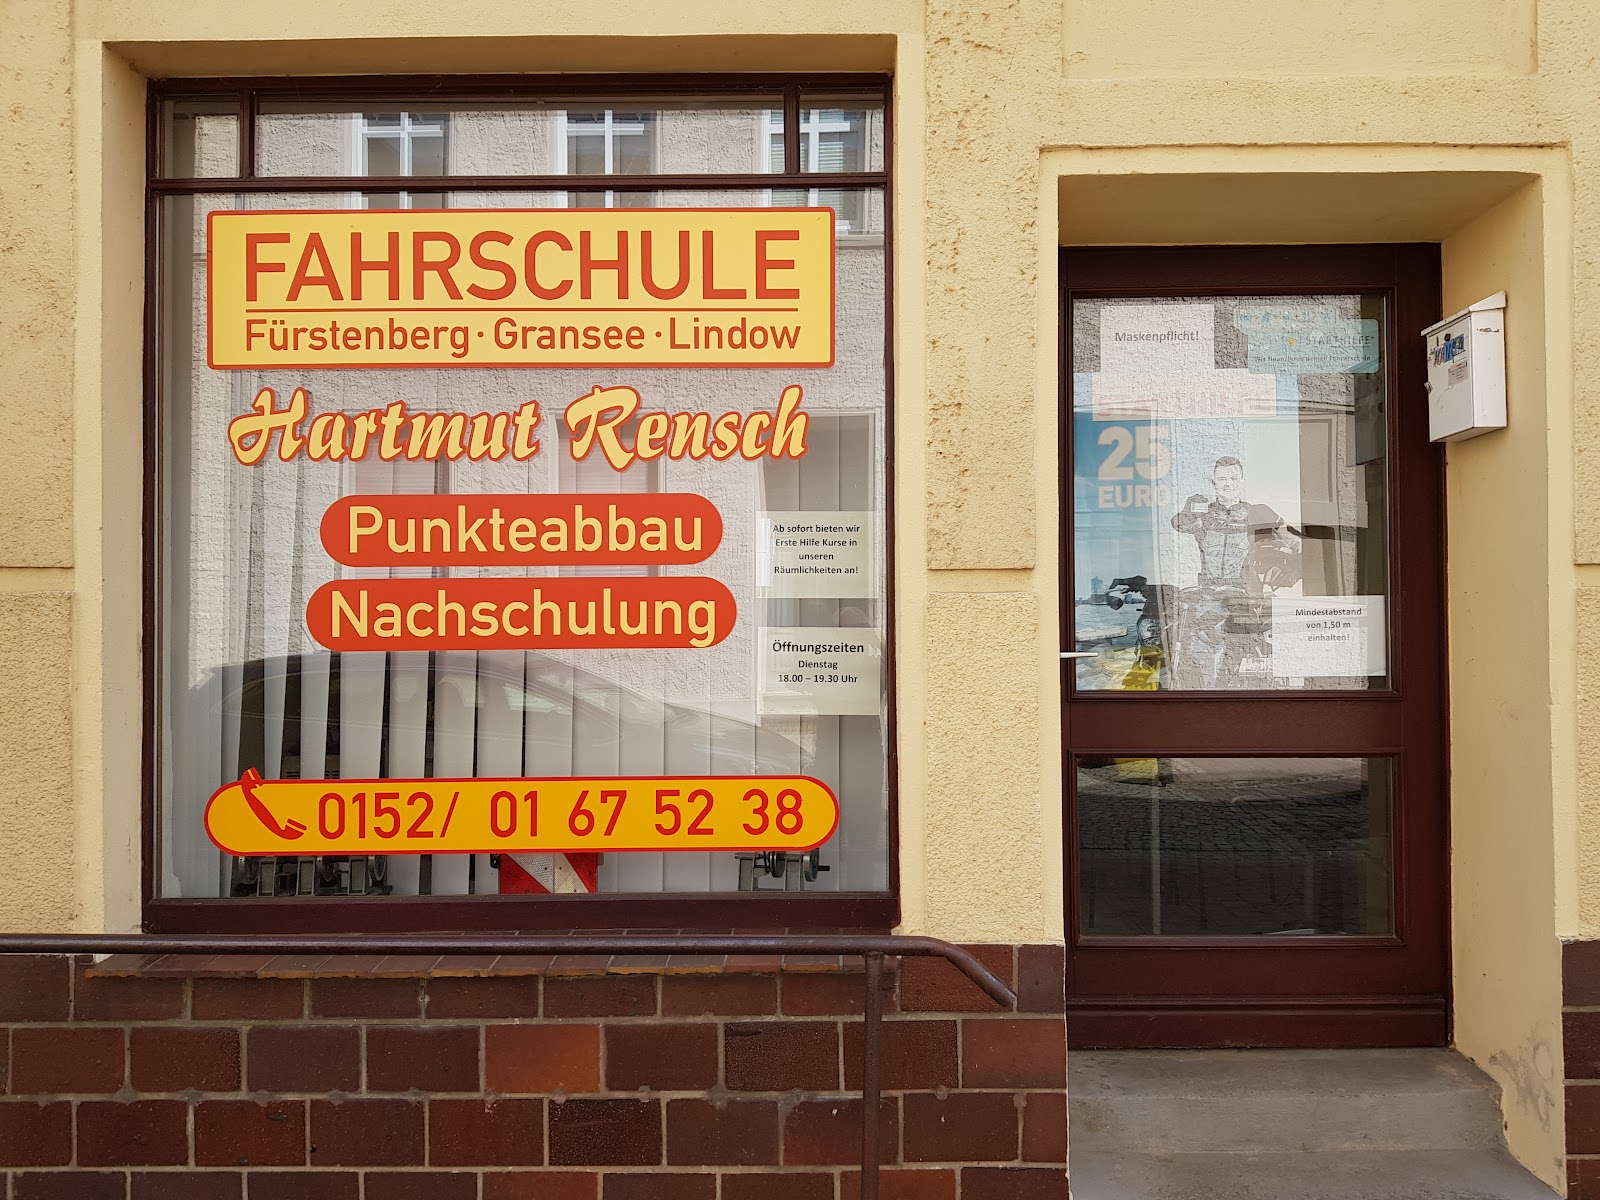 FAHRSCHULE
Fürstenberg · Gransee · Lindow
Hartmut Rensch
Punkteabbau
Nachschulung
Ab sofort bieten wir
Erste Hilfe Kurse in
unseren
Räumlichkeiten an!
Öffnungszeiten
Dienstag
18.00 – 19.30 Uhr
0152/ 01 67 52 38
Maskenpflicht!
STARTHILFE
25
EURO
Mindestabstand
von 1,50 m
einhalten!